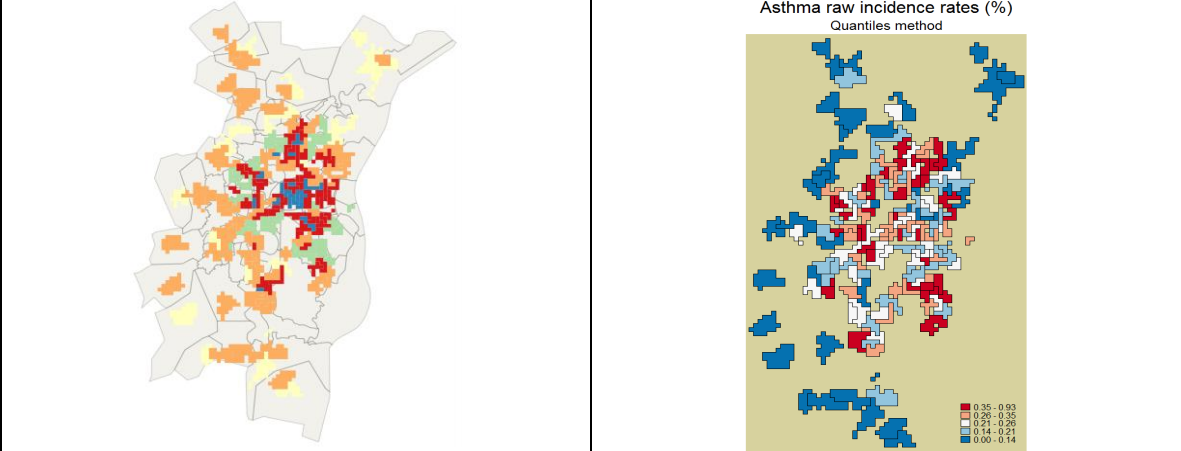 Asthma raw incidence rates (%)
Quantiles method
0.35 - 0.93
0.26 - 0.35
0.21 - 0.26
0.14 - 0.21
0.00 - 0.14